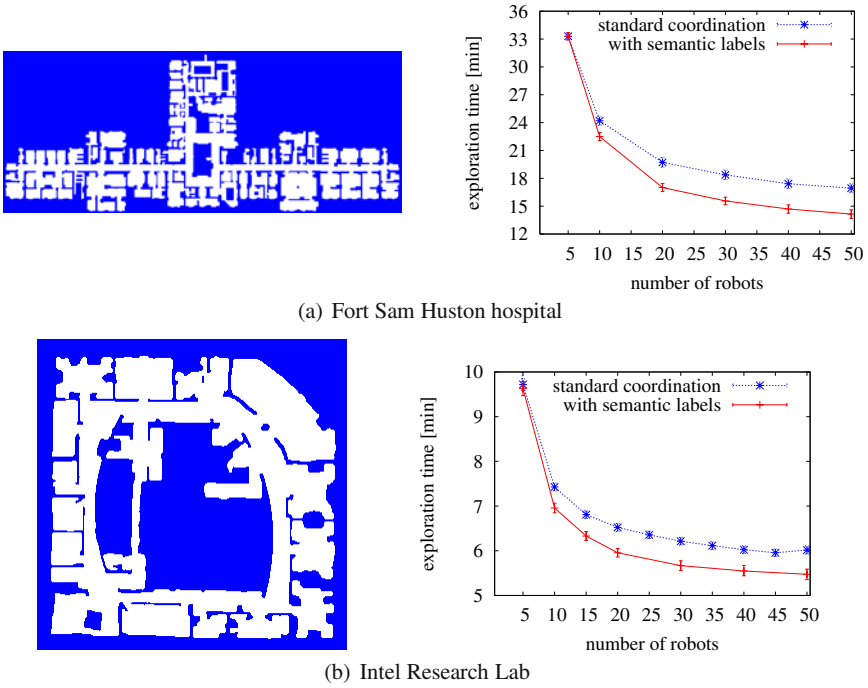 36
33
30
27
24
21
18
15
12
exploration time [min]
standard coordination
with semantic labels
5 10 15 20 25 30 35 40 45 50
number of robots
(a) Fort Sam Huston hospital
10
9
8
7
6
5
exploration time [min]
standard coordination
with semantic labels
5 10 15 20 25 30 35 40 45 50
number of robots
(b) Intel Research Lab